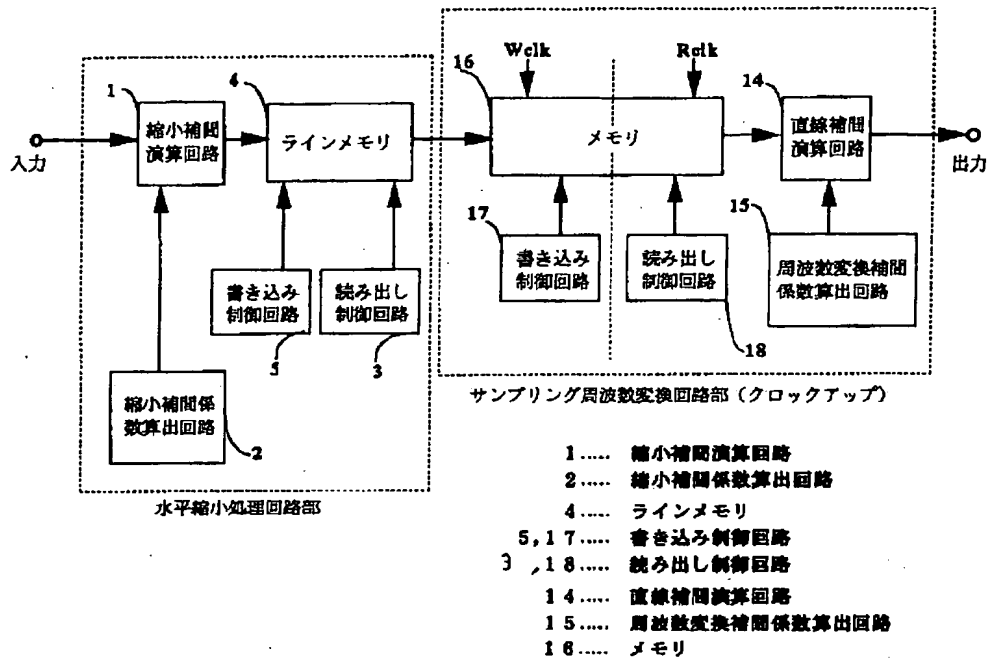 Wclk
Rclk
1
4
16
14
縮小補間
演算回路
ラインメモリ
メモリ
直線補間
演算回路
入力
出力
17
15
書き込み
制御回路
読み出し
制御回路
書き込み
制御回路
読み出し
制御回路
周波数変換補間
係数算出回路
5
3
18
縮小補間係
数算出回路
2
サンプリング周波数変換回路部(クロックアップ)
水平縮小処理回路部
1..... 縮小補間演算回路
2..... 縮小補間係数算出回路
4..... ラインメモリ
5,17..... 書き込み制御回路
3,18..... 読み出し制御回路
14..... 直線補間演算回路
15..... 周波数変換補間係数算出回路
16..... メモリ